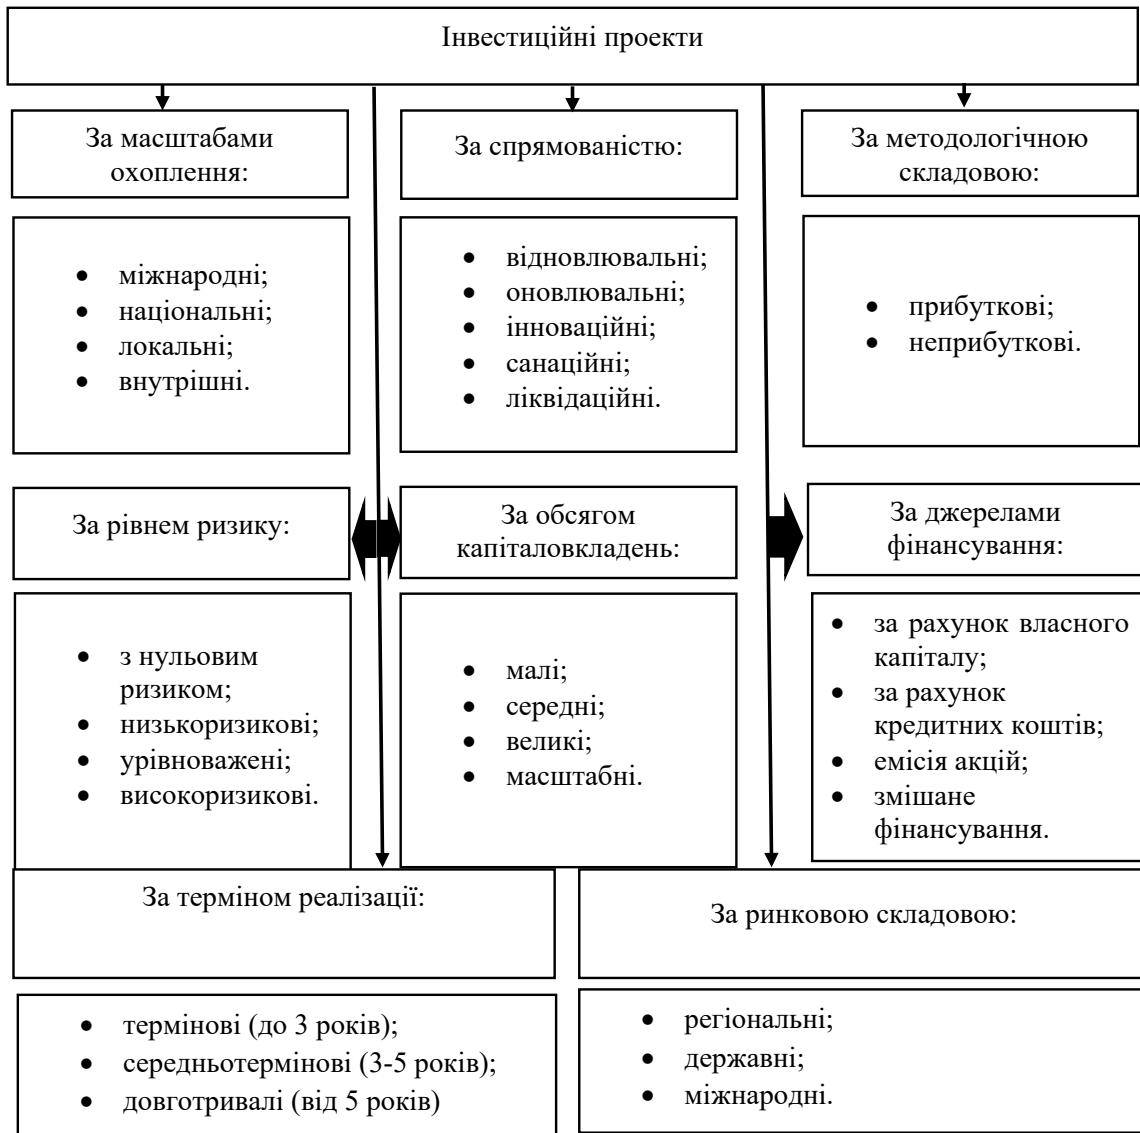 Інвестиційні проекти
За масштабами
охоплення:
За спрямованістю:
За методологічною
складовою:
• міжнародні;
• національні;
• локальні;
• внутрішні.
• відновлювальні;
• оновлювальні;
• інноваційні;
• санаційні;
• ліквідаційні.
• прибуткові;
• неприбуткові.
За рівнем ризику:
За обсягом
капіталовкладень:
За джерелами
фінансування:
• з нульовим
ризиком;
• низькоризикові;
• урівноважені;
• високоризикові.
• малі;
• середні;
• великі;
• масштабні.
• за рахунок власного
капіталу;
• за рахунок
кредитних коштів;
• емісія акцій;
• змішане
фінансування.
За терміном реалізації:
За ринковою складовою:
• термінові (до 3 років);
• середньотермінові (3-5 років);
• довготривалі (від 5 років)
• регіональні;
• державні;
• міжнародні.